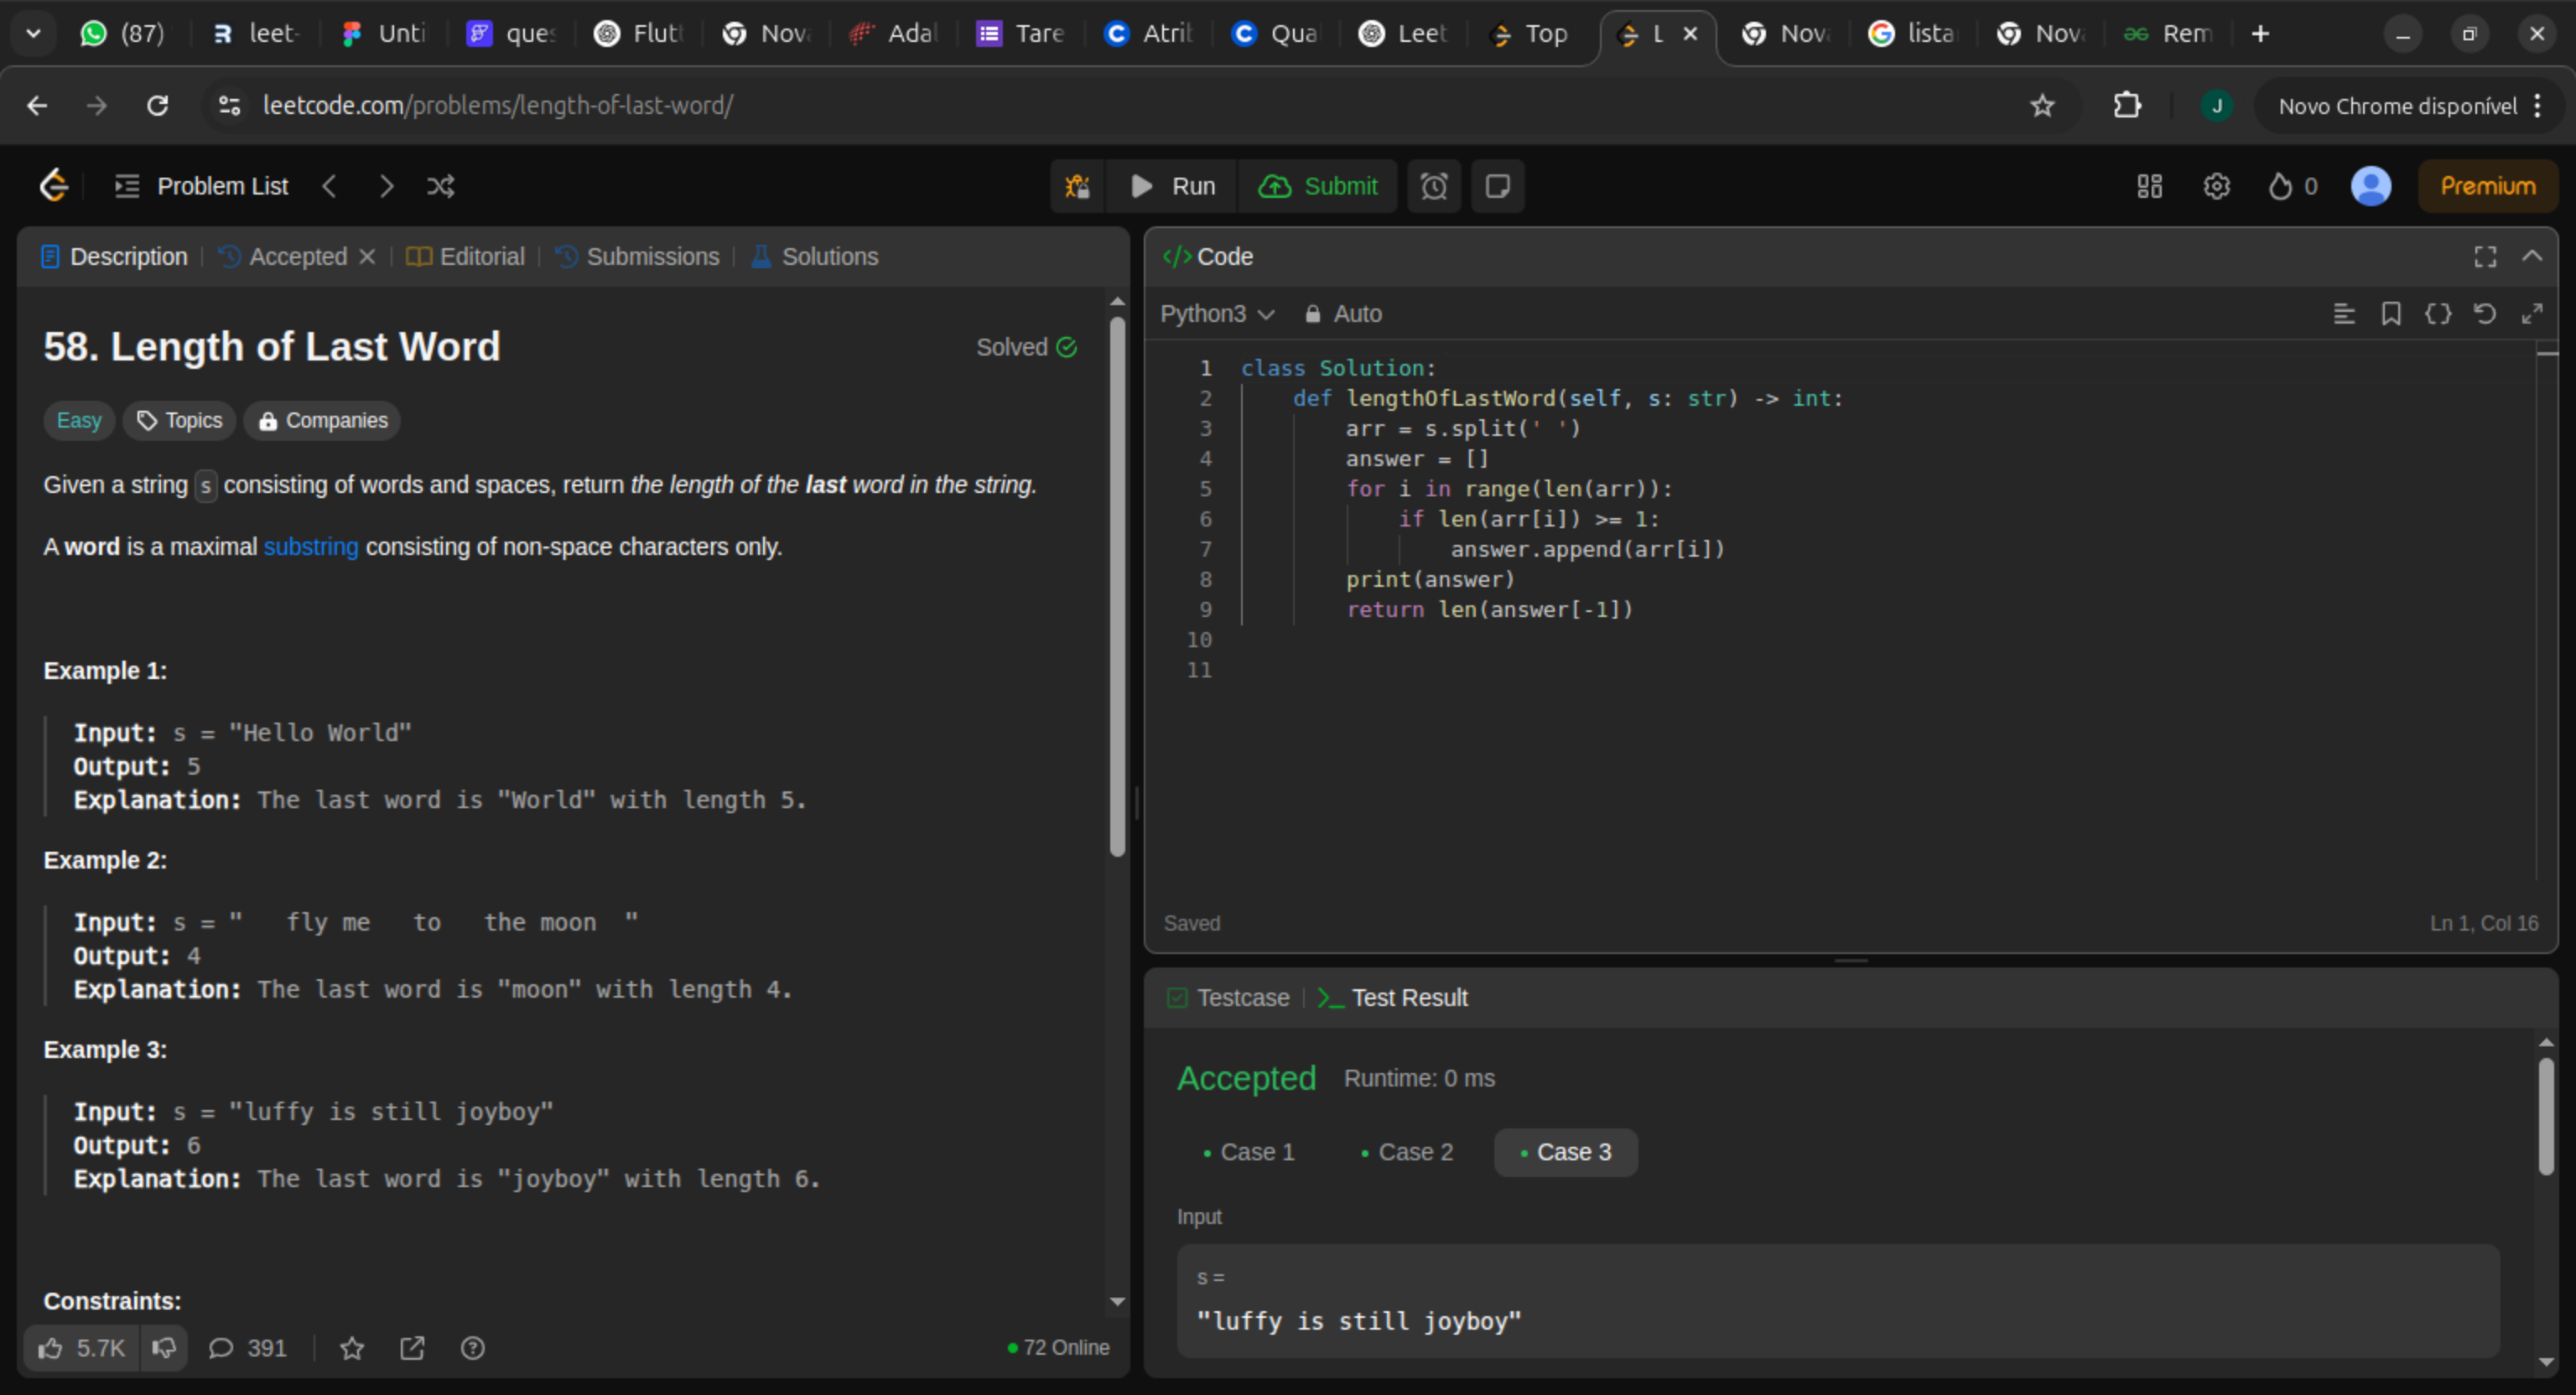 (87) leet- Unti ques Flutt Nova Adal Tare Atrib Qual Leet Top L Nov lista Nov Rem
leetcode.com/problems/length-of-last-word/
Novo Chrome disponível
J
Problem List
Run
Submit
0
Premium
Description
Accepted
Editorial
Submissions
Solutions
58. Length of Last Word
Solved
Easy
Topics
Companies
Given a string s consisting of words and spaces, return the length of the last word in the string.
A word is a maximal substring consisting of non-space characters only.
Example 1:
Input: s = "Hello World"
Output: 5
Explanation: The last word is "World" with length 5.
Example 2:
Input: s = "   fly me   to   the moon  "
Output: 4
Explanation: The last word is "moon" with length 4.
Example 3:
Input: s = "luffy is still joyboy"
Output: 6
Explanation: The last word is "joyboy" with length 6.
Constraints:
5.7K
391
72 Online
</> Code
Python3
Auto
1 class Solution:
2     def lengthOfLastWord(self, s: str) -> int:
3         arr = s.split(' ')
4         answer = []
5         for i in range(len(arr)):
6             if len(arr[i]) >= 1:
7                 answer.append(arr[i])
8         print(answer)
9         return len(answer[-1])
10
11
Saved
Ln 1, Col 16
Testcase
>_ Test Result
Accepted
Runtime: 0 ms
Case 1
Case 2
Case 3
Input
s =
"luffy is still joyboy"